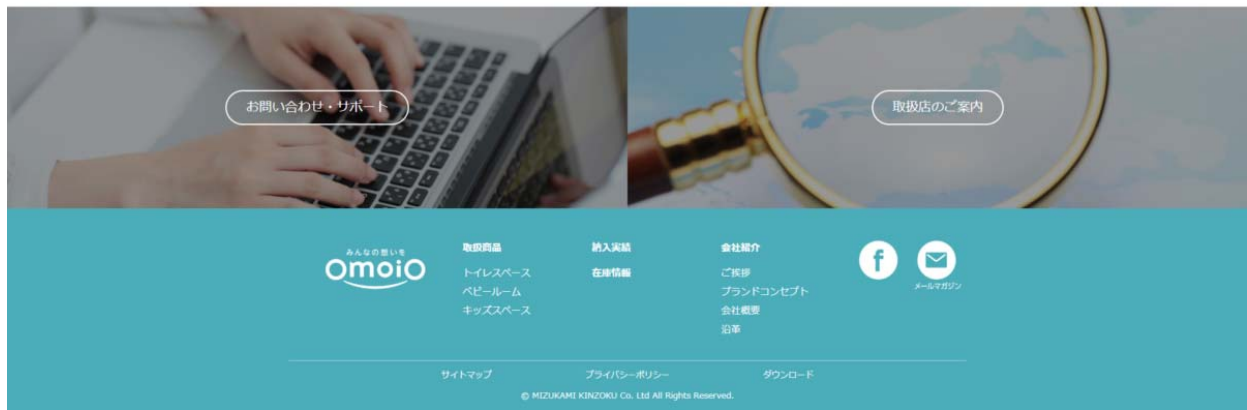 お問い合わせ・サポート
取扱店のご案内
みんなの想いを
OmoiO
取扱商品
トイレスペース
ベビールーム
キッズスペース
納入実績
在庫情報
会社紹介
ご挨拶
ブランドコンセプト
会社概要
沿革
f
メールマガジン
サイトマップ
プライバシーポリシー
ダウンロード
© MIZUKAMI KINZOKU Co. Ltd All Rights Reserved.